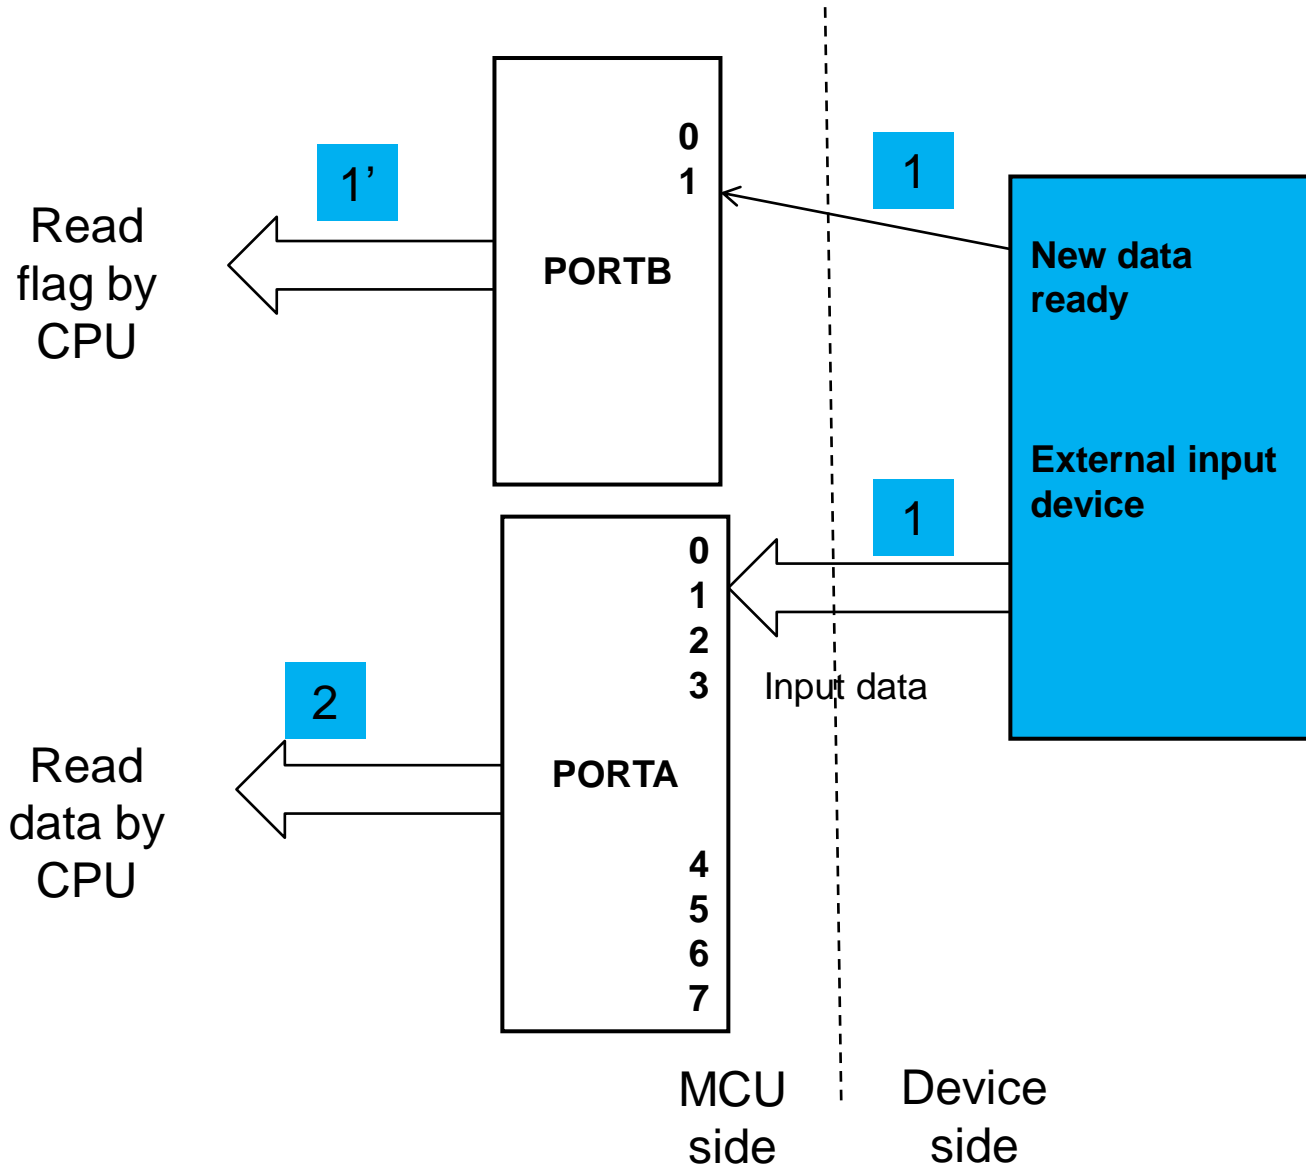 0
1
1’
1
Read
flag by
CPU
PORTB
New data
ready
External input
device
1
0
1
2
3
Input data
2
Read
data by
CPU
PORTA
4
5
6
7
MCU
side
Device
side